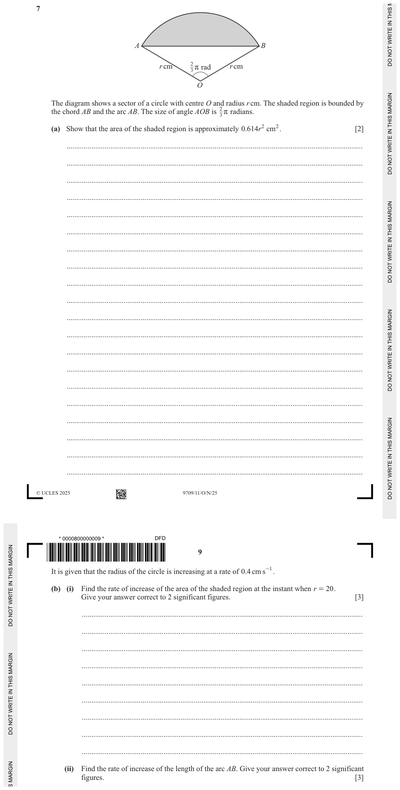 7
A
B
r cm
2/3 π rad
r cm
O
The diagram shows a sector of a circle with centre O and radius r cm. The shaded region is bounded by
the chord AB and the arc AB. The size of angle AOB is 2/3 π radians.
(a) Show that the area of the shaded region is approximately 0.614r² cm². [2]
DO NOT WRITE IN THIS MARGIN
DO NOT WRITE IN THIS MARGIN
DO NOT WRITE IN THIS MARGIN
DO NOT WRITE IN THIS MARGIN
DO NOT WRITE IN THIS MARGIN
© UCLES 2025
9709/11/O/N/25
* 0000800000009 *
DFD
9
It is given that the radius of the circle is increasing at a rate of 0.4 cm s⁻¹.
(b) (i) Find the rate of increase of the area of the shaded region at the instant when r = 20.
Give your answer correct to 2 significant figures. [3]
(ii) Find the rate of increase of the length of the arc AB. Give your answer correct to 2 significant
figures. [3]
DO NOT WRITE IN THIS MARGIN
DO NOT WRITE IN THIS MARGIN
S MARGIN